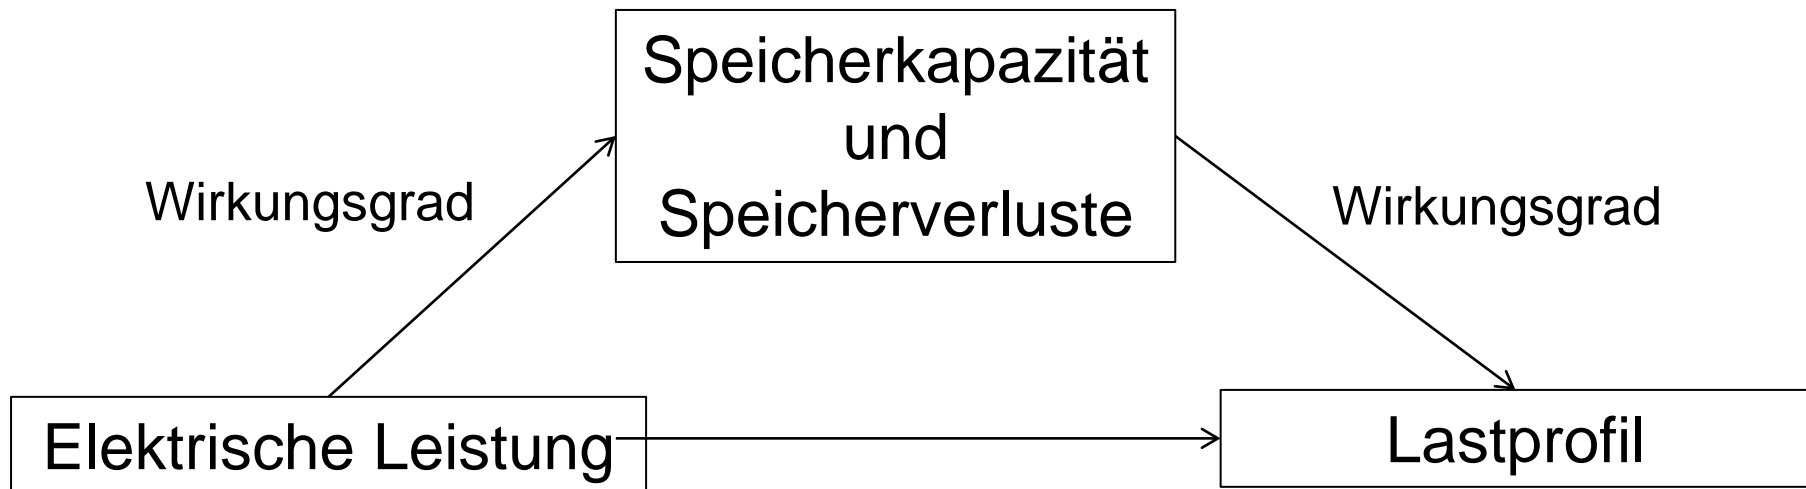 Speicherkapazität
und
Speicherverluste
Wirkungsgrad
Wirkungsgrad
Elektrische Leistung
Lastprofil